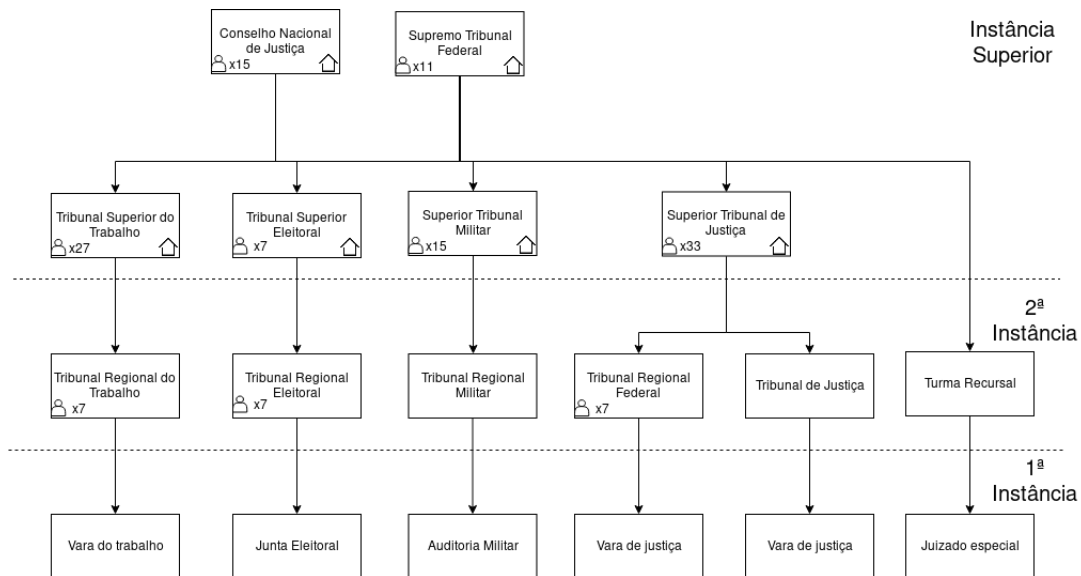 Conselho Nacional
de Justiça
x15
Supremo Tribunal
Federal
x11
Instância
Superior
Tribunal Superior do
Trabalho
x27
Tribunal Superior
Eleitoral
x7
Superior Tribunal
Militar
x15
Superior Tribunal de
Justiça
x33
2ª
Instância
Tribunal Regional do
Trabalho
x7
Tribunal Regional
Eleitoral
x7
Tribunal Regional
Militar
Tribunal Regional
Federal
x7
Tribunal de Justiça
Turma Recursal
1ª
Instância
Vara do trabalho
Junta Eleitoral
Auditoria Militar
Vara de justiça
Vara de justiça
Juizado especial